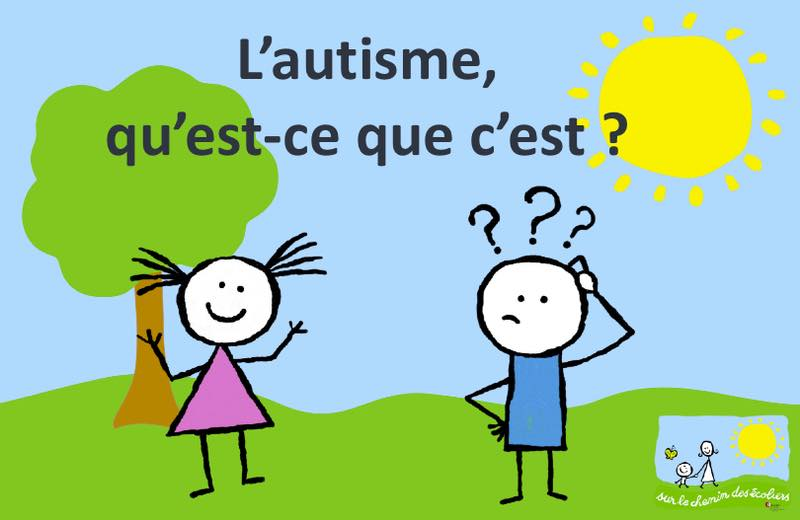 L’autisme,
qu’est-ce que c’est ?
? ? ?
sur le chemin des écoliers